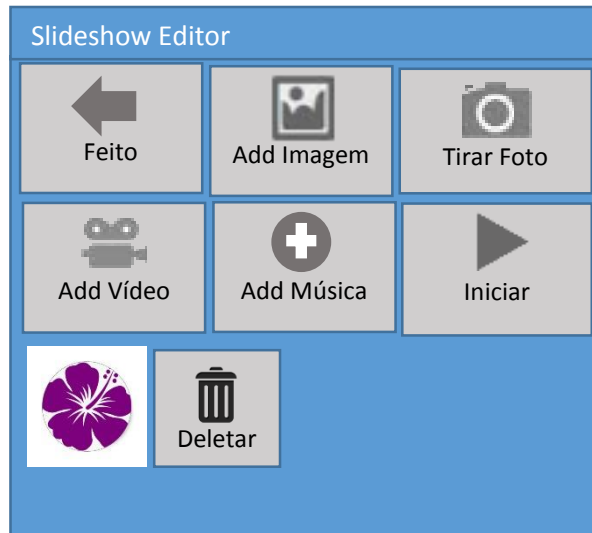 Slideshow Editor
Feito
Add Imagem
Tirar Foto
Add Vídeo
Add Música
Iniciar
Deletar